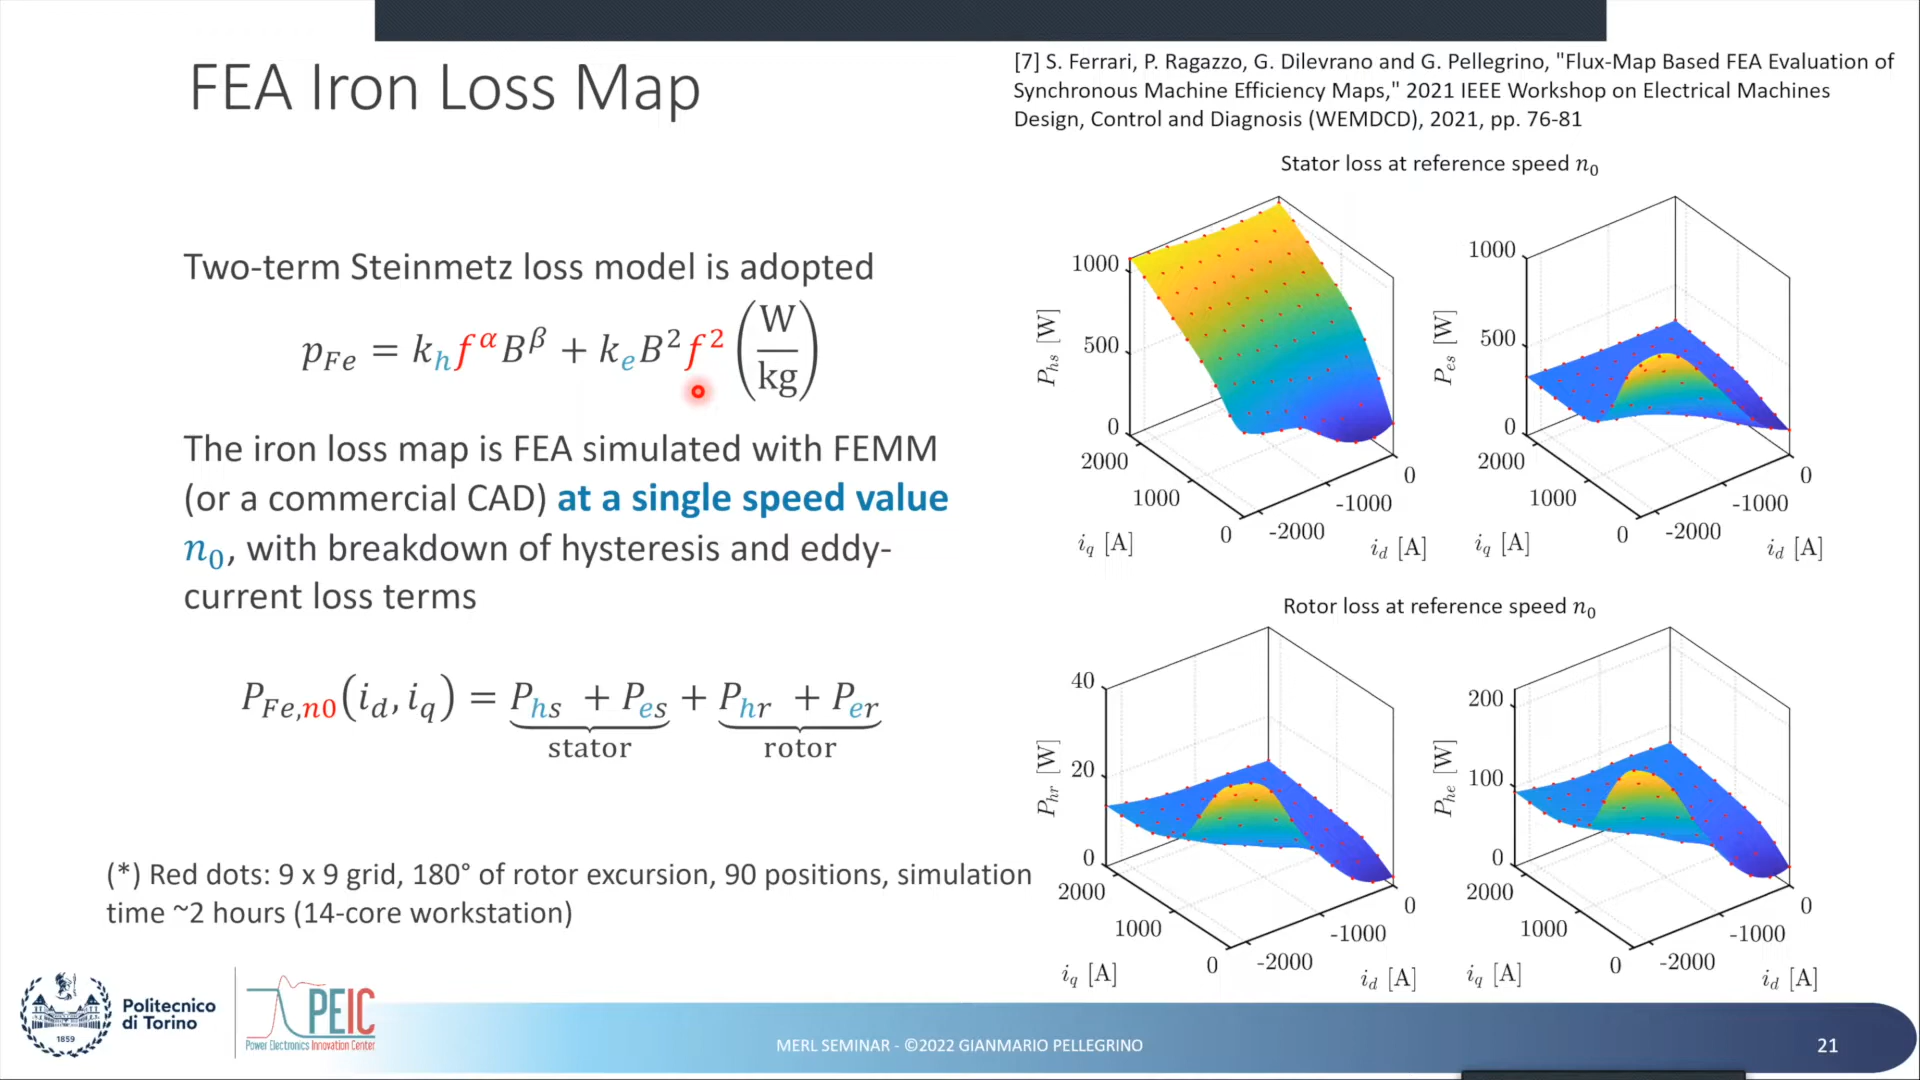 FEA Iron Loss Map
[7] S. Ferrari, P. Ragazzo, G. Dilevrano and G. Pellegrino, "Flux-Map Based FEA Evaluation of
Synchronous Machine Efficiency Maps," 2021 IEEE Workshop on Electrical Machines
Design, Control and Diagnosis (WEMDCD), 2021, pp. 76-81
Two-term Steinmetz loss model is adopted
p_Fe = k_h f^α B^β + k_e B² f² (W/kg)
The iron loss map is FEA simulated with FEMM
(or a commercial CAD) at a single speed value
n₀, with breakdown of hysteresis and eddy-
current loss terms
P_Fe,n0(i_d, i_q) = P_hs + P_es + P_hr + P_er
stator rotor
(*) Red dots: 9 x 9 grid, 180° of rotor excursion, 90 positions, simulation
time ~2 hours (14-core workstation)
Stator loss at reference speed n₀
P_hs [W]
1000
500
0
2000
1000
0
i_q [A]
-2000
-1000
0
i_d [A]
P_es [W]
1000
500
0
2000
1000
0
i_q [A]
-2000
-1000
0
i_d [A]
Rotor loss at reference speed n₀
P_hr [W]
40
20
0
2000
1000
0
i_q [A]
-2000
-1000
0
i_d [A]
P_he [W]
200
100
0
2000
1000
0
i_q [A]
-2000
-1000
0
i_d [A]
1859
Politecnico
di Torino
PEIC
Power Electronics Innovation Center
MERL SEMINAR - ©2022 GIANMARIO PELLEGRINO
21